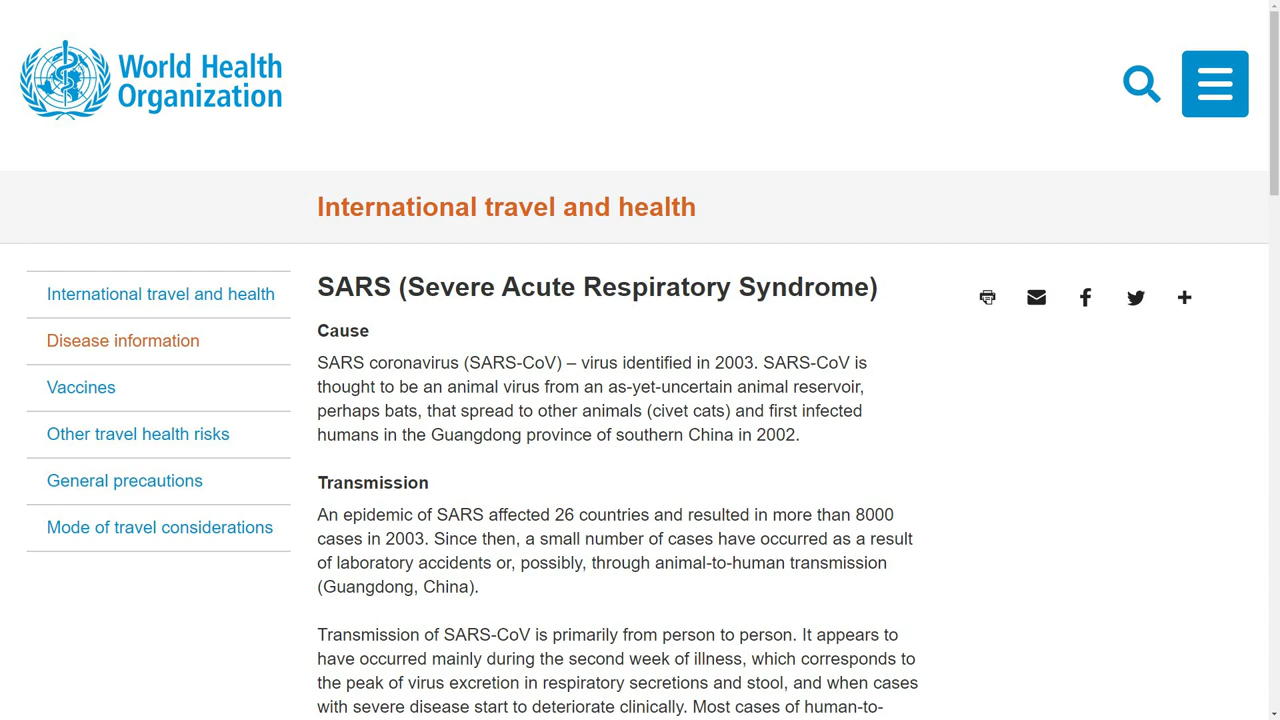 World Health
Organization
International travel and health
International travel and health
Disease information
Vaccines
Other travel health risks
General precautions
Mode of travel considerations
SARS (Severe Acute Respiratory Syndrome)
Cause
SARS coronavirus (SARS-CoV) – virus identified in 2003. SARS-CoV is
thought to be an animal virus from an as-yet-uncertain animal reservoir,
perhaps bats, that spread to other animals (civet cats) and first infected
humans in the Guangdong province of southern China in 2002.
Transmission
An epidemic of SARS affected 26 countries and resulted in more than 8000
cases in 2003. Since then, a small number of cases have occurred as a result
of laboratory accidents or, possibly, through animal-to-human transmission
(Guangdong, China).
Transmission of SARS-CoV is primarily from person to person. It appears to
have occurred mainly during the second week of illness, which corresponds to
the peak of virus excretion in respiratory secretions and stool, and when cases
with severe disease start to deteriorate clinically. Most cases of human-to-